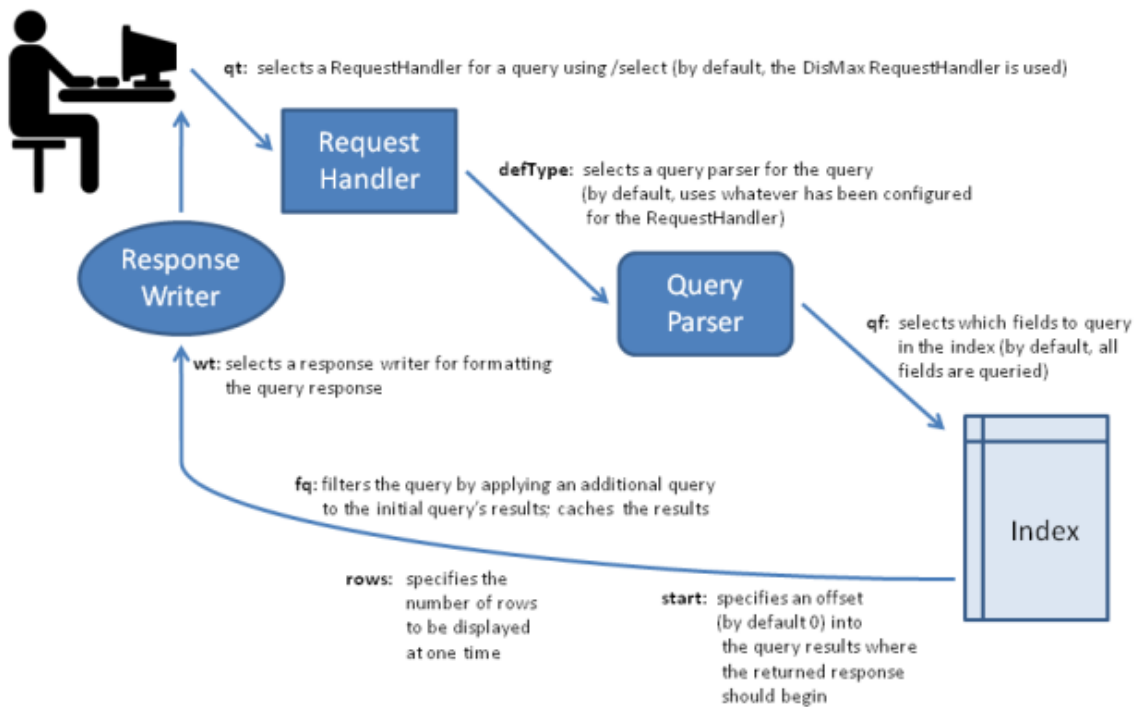 qt: selects a RequestHandler for a query using /select (by default, the DisMax RequestHandler is used)
Request
Handler
defType: selects a query parser for the query
(by default, uses whatever has been configured
for the RequestHandler)
Response
Writer
Query
Parser
qf: selects which fields to query
in the index (by default, all
fields are queried)
wt: selects a response writer for formatting
the query response
fq: filters the query by applying an additional query
to the initial query's results; caches the results
Index
rows: specifies the
number of rows
to be displayed
at one time
start: specifies an offset
(by default 0) into
the query results where
the returned response
should begin